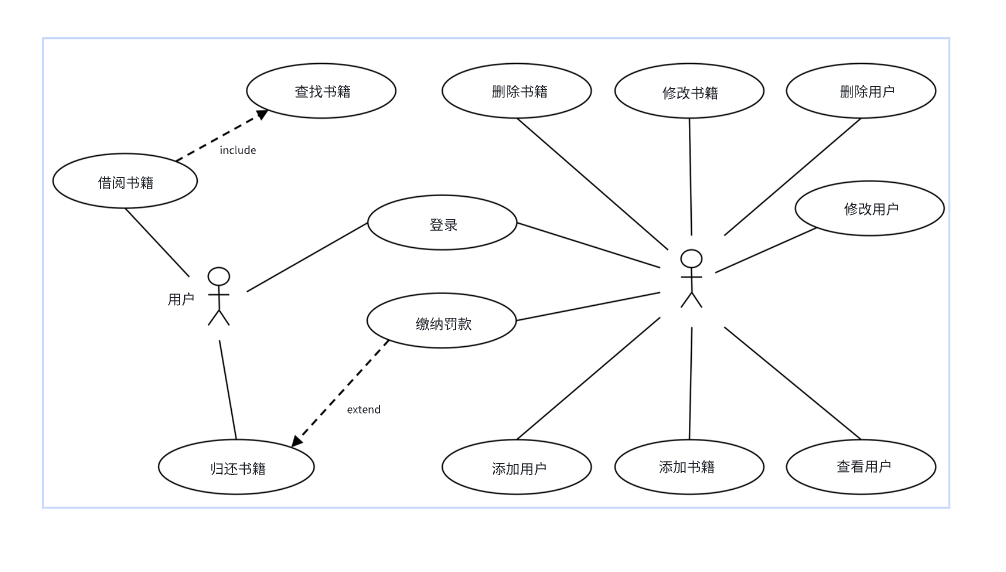 查找书籍
删除书籍
修改书籍
删除用户
include
借阅书籍
修改用户
登录
用户
缴纳罚款
extend
归还书籍
添加用户
添加书籍
查看用户